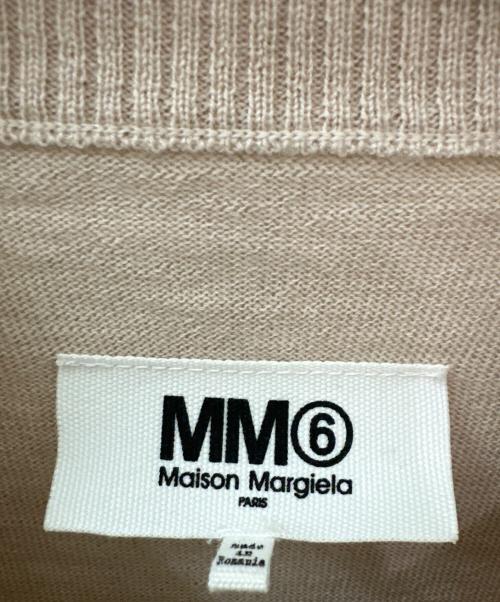 MM⑥
Maison Margiela
PARIS
made
in
Romania